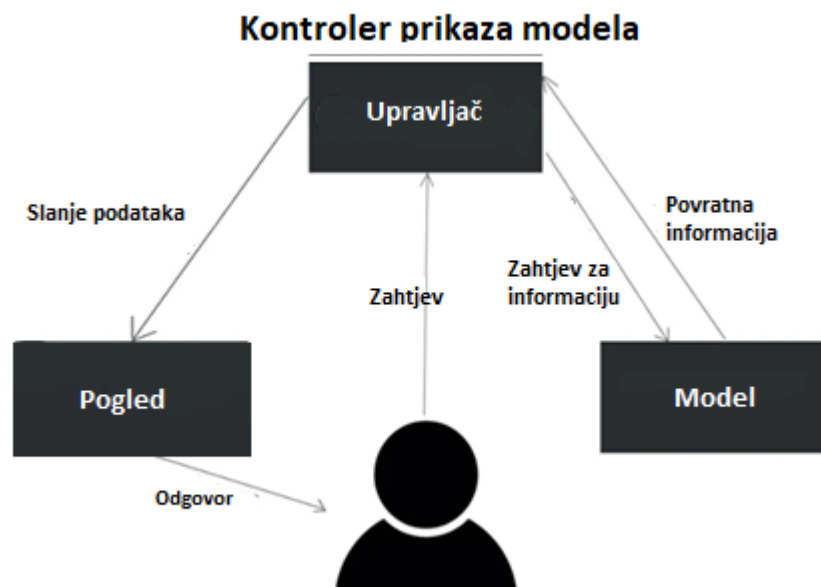 Kontroler prikaza modela
Upravljač
Slanje podataka
Povratna
informacija
Zahtjev za
informaciju
Zahtjev
Pogled
Model
Odgovor